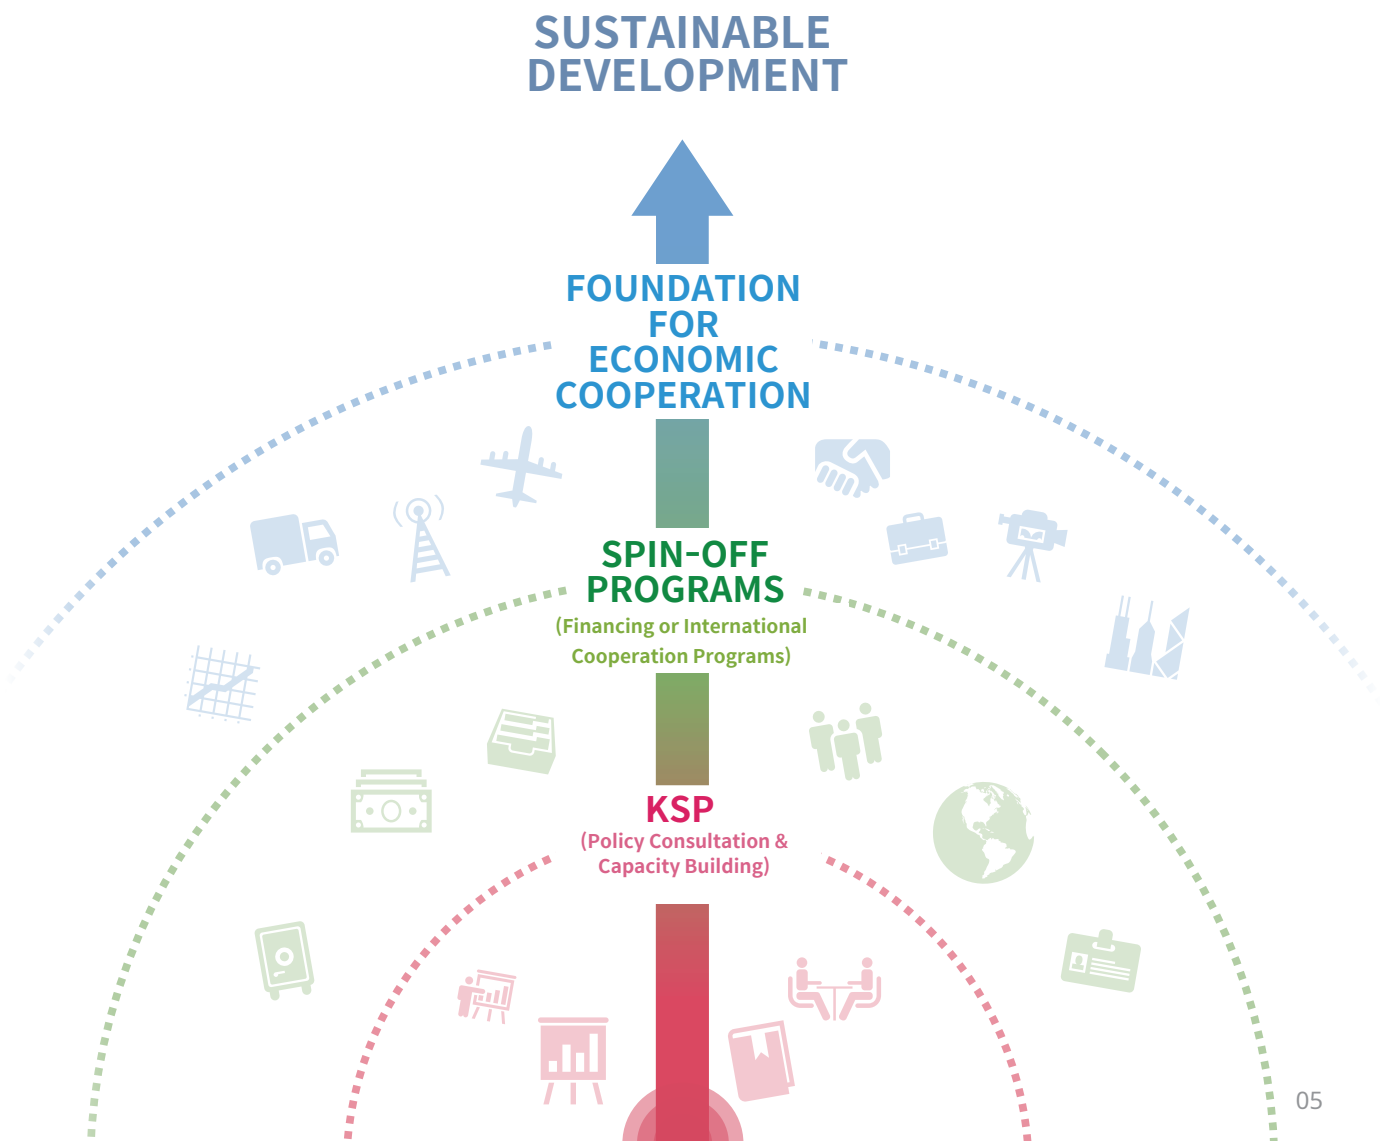 SUSTAINABLE
DEVELOPMENT
FOUNDATION
FOR
ECONOMIC
COOPERATION
SPIN-OFF
PROGRAMS
(Financing or International
Cooperation Programs)
KSP
(Policy Consultation &
Capacity Building)
05